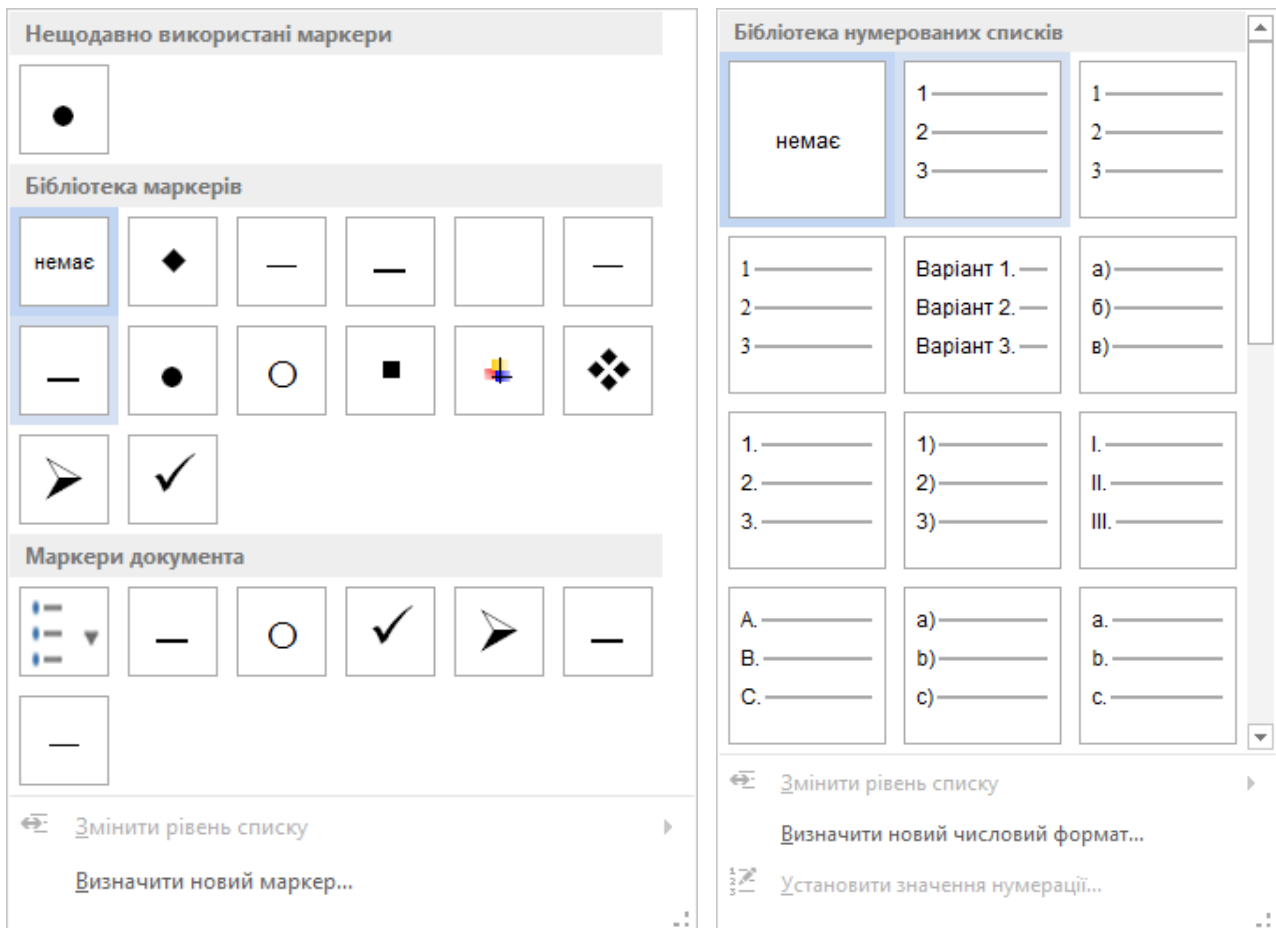 Нещодавно використані маркери
Бібліотека маркерів
немає
Маркери документа
Змінити рівень списку
Визначити новий маркер...
Бібліотека нумерованих списків
немає
1
2
3
1
2
3
1
2
3
Варіант 1.
Варіант 2.
Варіант 3.
а)
б)
в)
1.
2.
3.
1)
2)
3)
I.
II.
III.
A.
B.
C.
a)
b)
c)
a.
b.
c.
Змінити рівень списку
Визначити новий числовий формат...
Установити значення нумерації...